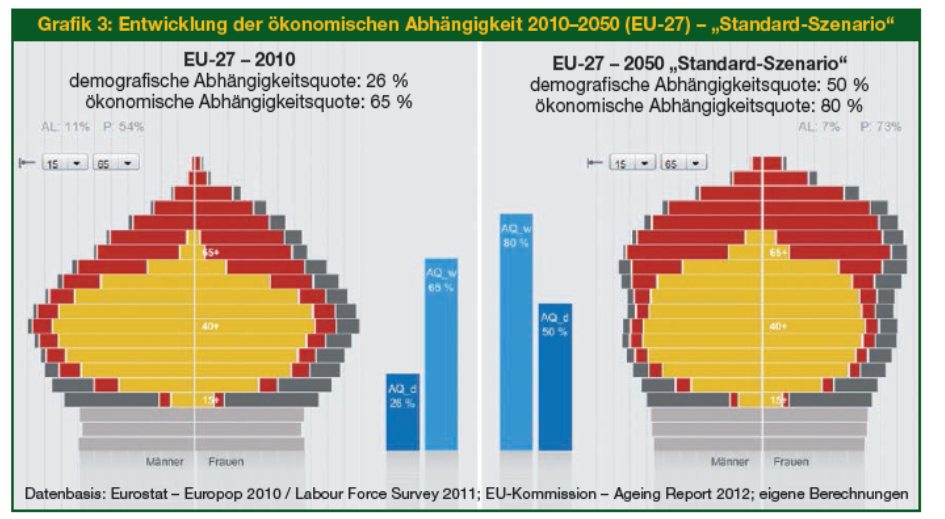 Grafik 3: Entwicklung der ökonomischen Abhängigkeit 2010–2050 (EU-27) – „Standard-Szenario“
EU-27 – 2010
demografische Abhängigkeitsquote: 26 %
ökonomische Abhängigkeitsquote: 65 %
AL: 11% P: 54%
15 65
65+
40+
15+
Männer Frauen
AQ_d
26 %
AQ_w
65 %
EU-27 – 2050 „Standard-Szenario“
demografische Abhängigkeitsquote: 50 %
ökonomische Abhängigkeitsquote: 80 %
AL: 7% P: 73%
15 65
AQ_w
80 %
AQ_d
50 %
65+
40+
15+
Männer Frauen
Datenbasis: Eurostat – Europop 2010 / Labour Force Survey 2011; EU-Kommission – Ageing Report 2012; eigene Berechnungen